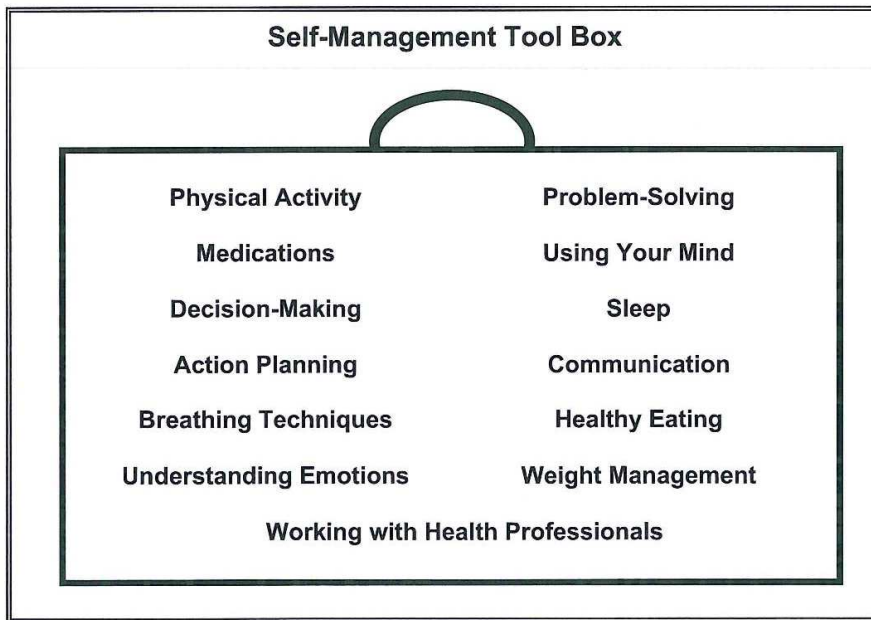 Self-Management Tool Box
Physical Activity
Problem-Solving
Medications
Using Your Mind
Decision-Making
Sleep
Action Planning
Communication
Breathing Techniques
Healthy Eating
Understanding Emotions
Weight Management
Working with Health Professionals